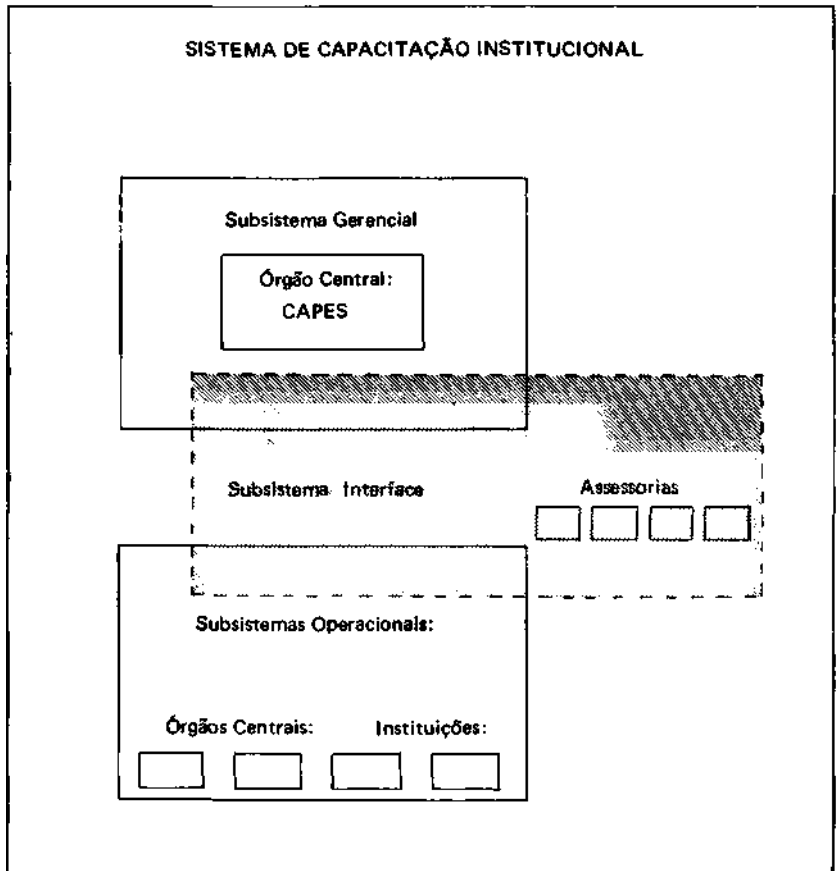 SISTEMA DE CAPACITAÇÃO INSTITUCIONAL
Subsistema Gerencial
Órgão Central:
CAPES
Subsistema Interface
Assessorias
Subsistemas Operacionais:
Órgãos Centrais:
Instituições: